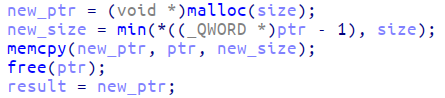 new_ptr = (void *)malloc(size);
new_size = min(*((_QWORD *)ptr - 1), size);
memcpy(new_ptr, ptr, new_size);
free(ptr);
result = new_ptr;